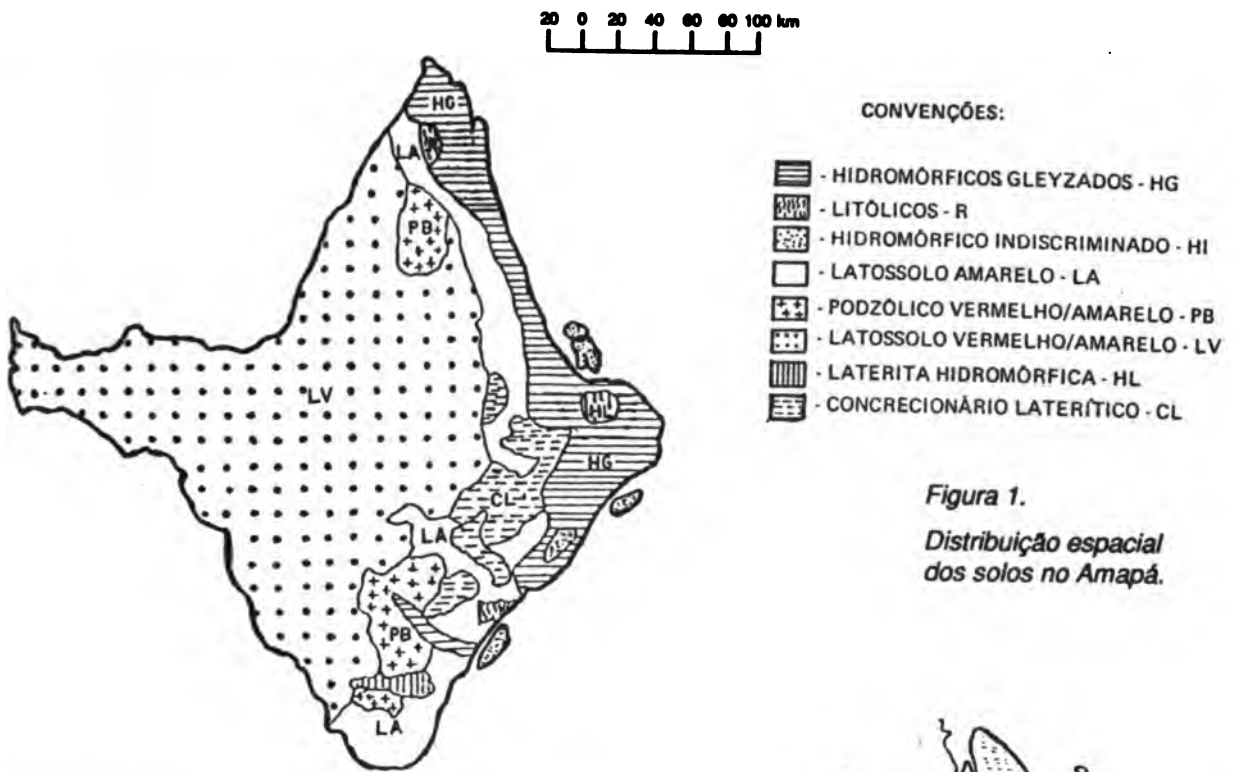 20 0 20 40 60 80 100 km
CONVENÇÕES:
- HIDROMÓRFICOS GLEYZADOS - HG
- LITÓLICOS - R
- HIDROMÓRFICO INDISCRIMINADO - HI
- LATOSSOLO AMARELO - LA
- PODZÓLICO VERMELHO/AMARELO - PB
- LATOSSOLO VERMELHO/AMARELO - LV
- LATERITA HIDROMÓRFICA - HL
- CONCRECIONÁRIO LATERÍTICO - CL
Figura 1.
Distribuição espacial
dos solos no Amapá.
HG
LA
PB
LV
HL
HG
CL
LA
PB
LA